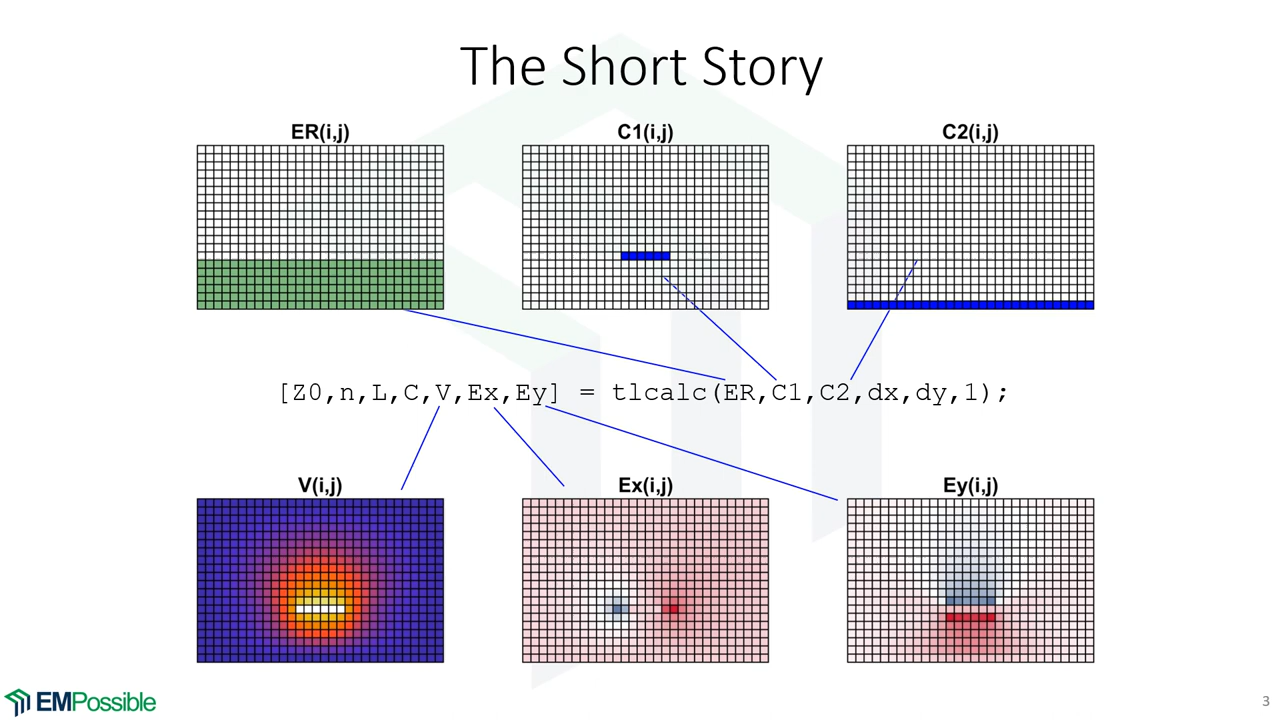 The Short Story
ER(i,j)
C1(i,j)
C2(i,j)
[Z0,n,L,C,V,Ex,Ey] = tlcalc(ER,C1,C2,dx,dy,1);
V(i,j)
Ex(i,j)
Ey(i,j)
EMPossible
3